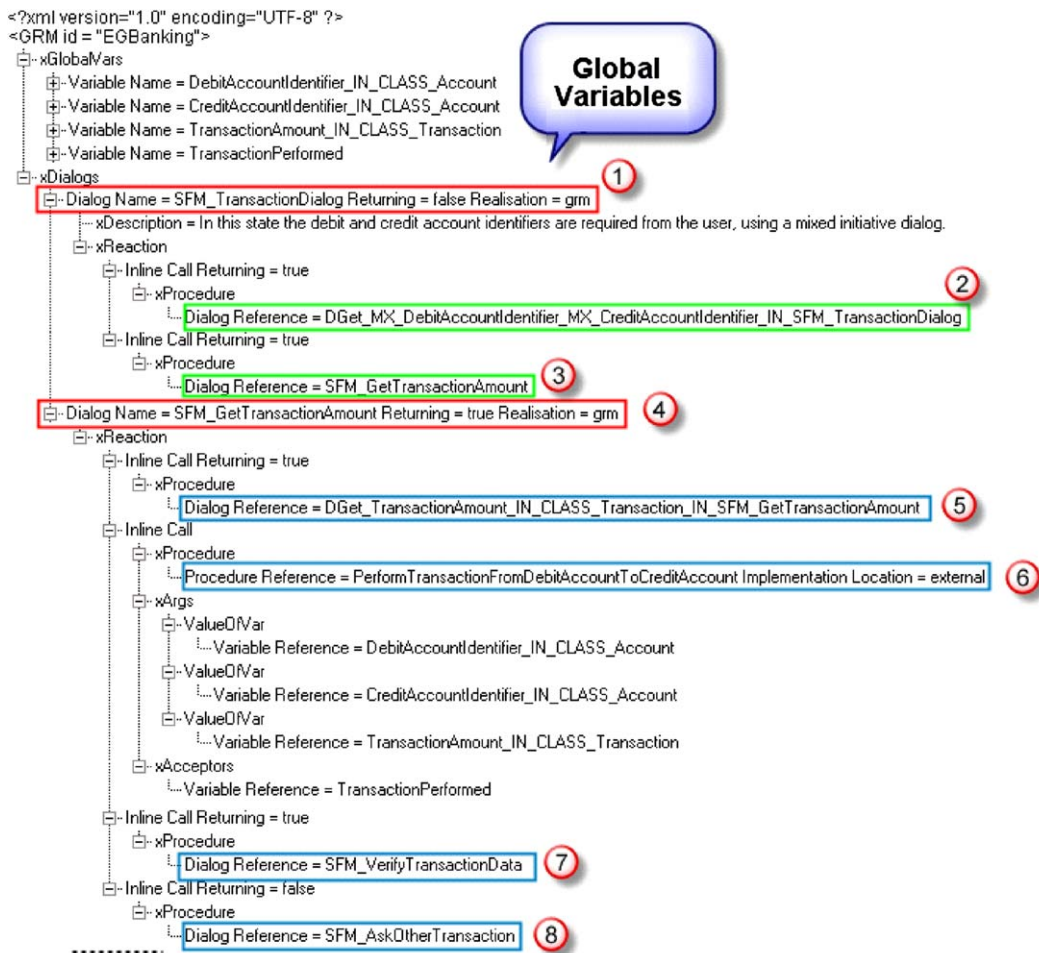 <?xml version="1.0" encoding="UTF-8" ?>
<GRM id = "EGBanking">
xGlobalVars
Variable Name = DebitAccountIdentifier_IN_CLASS_Account
Variable Name = CreditAccountIdentifier_IN_CLASS_Account
Variable Name = TransactionAmount_IN_CLASS_Transaction
Variable Name = TransactionPerformed
Global
Variables
xDialogs
1
Dialog Name = SFM_TransactionDialog Returning = false Realisation = grm
xDescription = In this state the debit and credit account identifiers are required from the user, using a mixed initiative dialog.
xReaction
Inline Call Returning = true
xProcedure
2
Dialog Reference = DGet_MX_DebitAccountIdentifier_MX_CreditAccountIdentifier_IN_SFM_TransactionDialog
Inline Call Returning = true
xProcedure
Dialog Reference = SFM_GetTransactionAmount
3
Dialog Name = SFM_GetTransactionAmount Returning = true Realisation = grm
4
xReaction
Inline Call Returning = true
xProcedure
Dialog Reference = DGet_TransactionAmount_IN_CLASS_Transaction_IN_SFM_GetTransactionAmount
5
Inline Call
xProcedure
Procedure Reference = PerformTransactionFromDebitAccountToCreditAccount Implementation Location = external
6
xArgs
ValueOfVar
Variable Reference = DebitAccountIdentifier_IN_CLASS_Account
ValueOfVar
Variable Reference = CreditAccountIdentifier_IN_CLASS_Account
ValueOfVar
Variable Reference = TransactionAmount_IN_CLASS_Transaction
xAcceptors
Variable Reference = TransactionPerformed
Inline Call Returning = true
xProcedure
Dialog Reference = SFM_VerifyTransactionData
7
Inline Call Returning = false
xProcedure
Dialog Reference = SFM_AskOtherTransaction
8